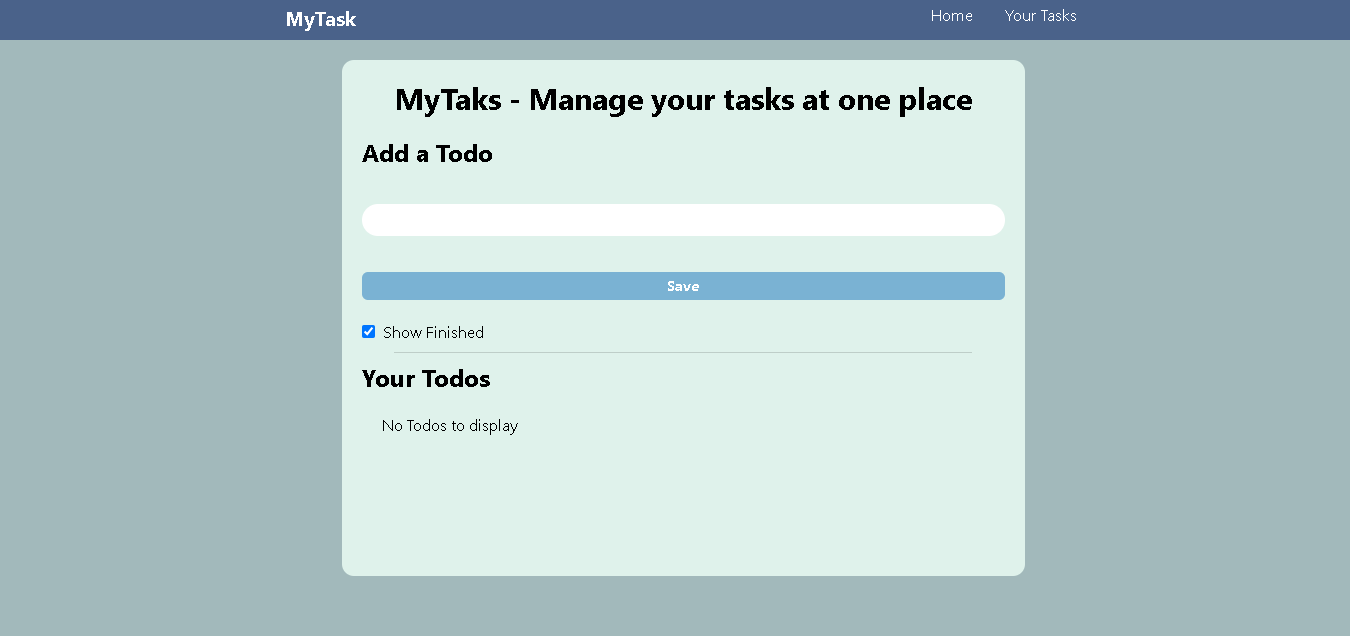 MyTask
Home
Your Tasks
MyTaks - Manage your tasks at one place
Add a Todo
Save
Show Finished
Your Todos
No Todos to display